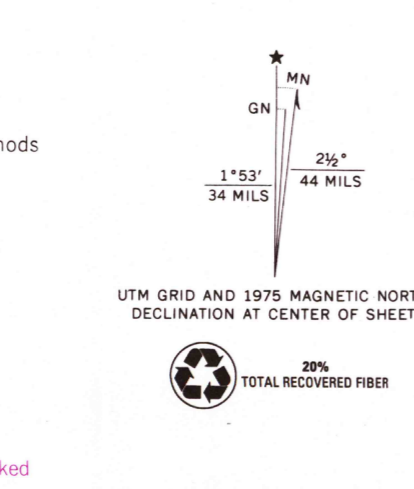 ★
MN
GN
1°53′
34 MILS
2½°
44 MILS
nods
UTM GRID AND 1975 MAGNETIC NORT
DECLINATION AT CENTER OF SHEET
20%
TOTAL RECOVERED FIBER
ked